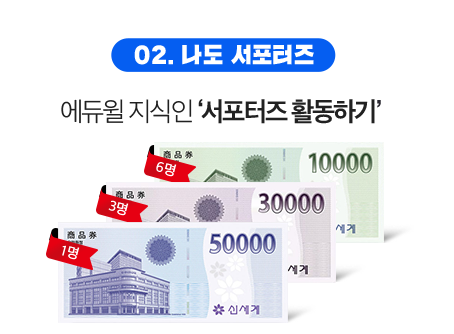 02. 나도 서포터즈
에듀윌 지식인 ‘서포터즈 활동하기’
6명
商品券
10000
3명
商品券
30000
세계
1명
商品券
50000
신세계